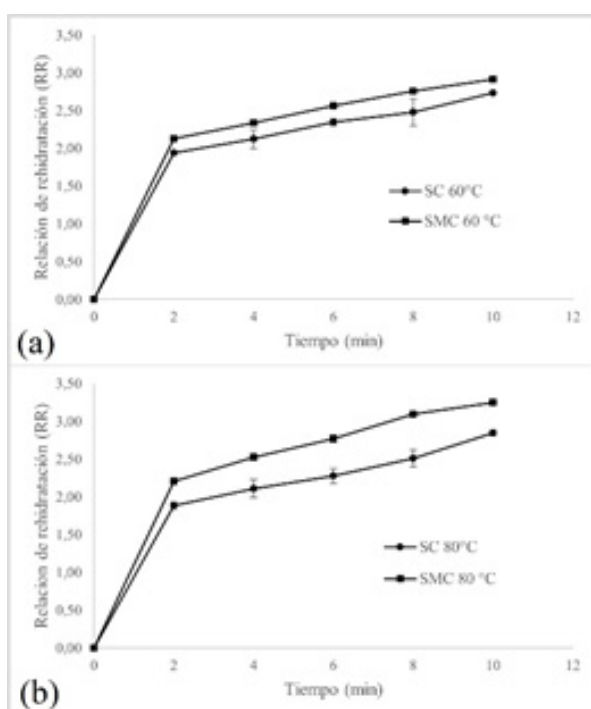 3,50
3,00
2,50
2,00
1,50
1,00
0,50
0,00
Relación de rehidratación (RR)
SC 60°C
SMC 60 °C
0 2 4 6 8 10 12
Tiempo (min)
(a)
3,50
3,00
2,50
2,00
1,50
1,00
0,50
0,00
Relacion de rehidratación (RR)
SC 80°C
SMC 80 °C
0 2 4 6 8 10 12
Tiempo (min)
(b)